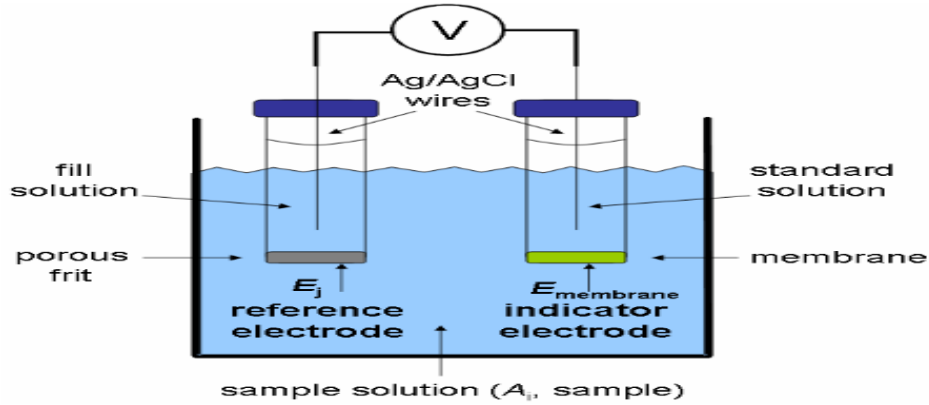 V
Ag/AgCl
wires
fill
solution
standard
solution
porous
frit
membrane
Ej
reference
electrode
Emembrane
indicator
electrode
sample solution (Ai, sample)